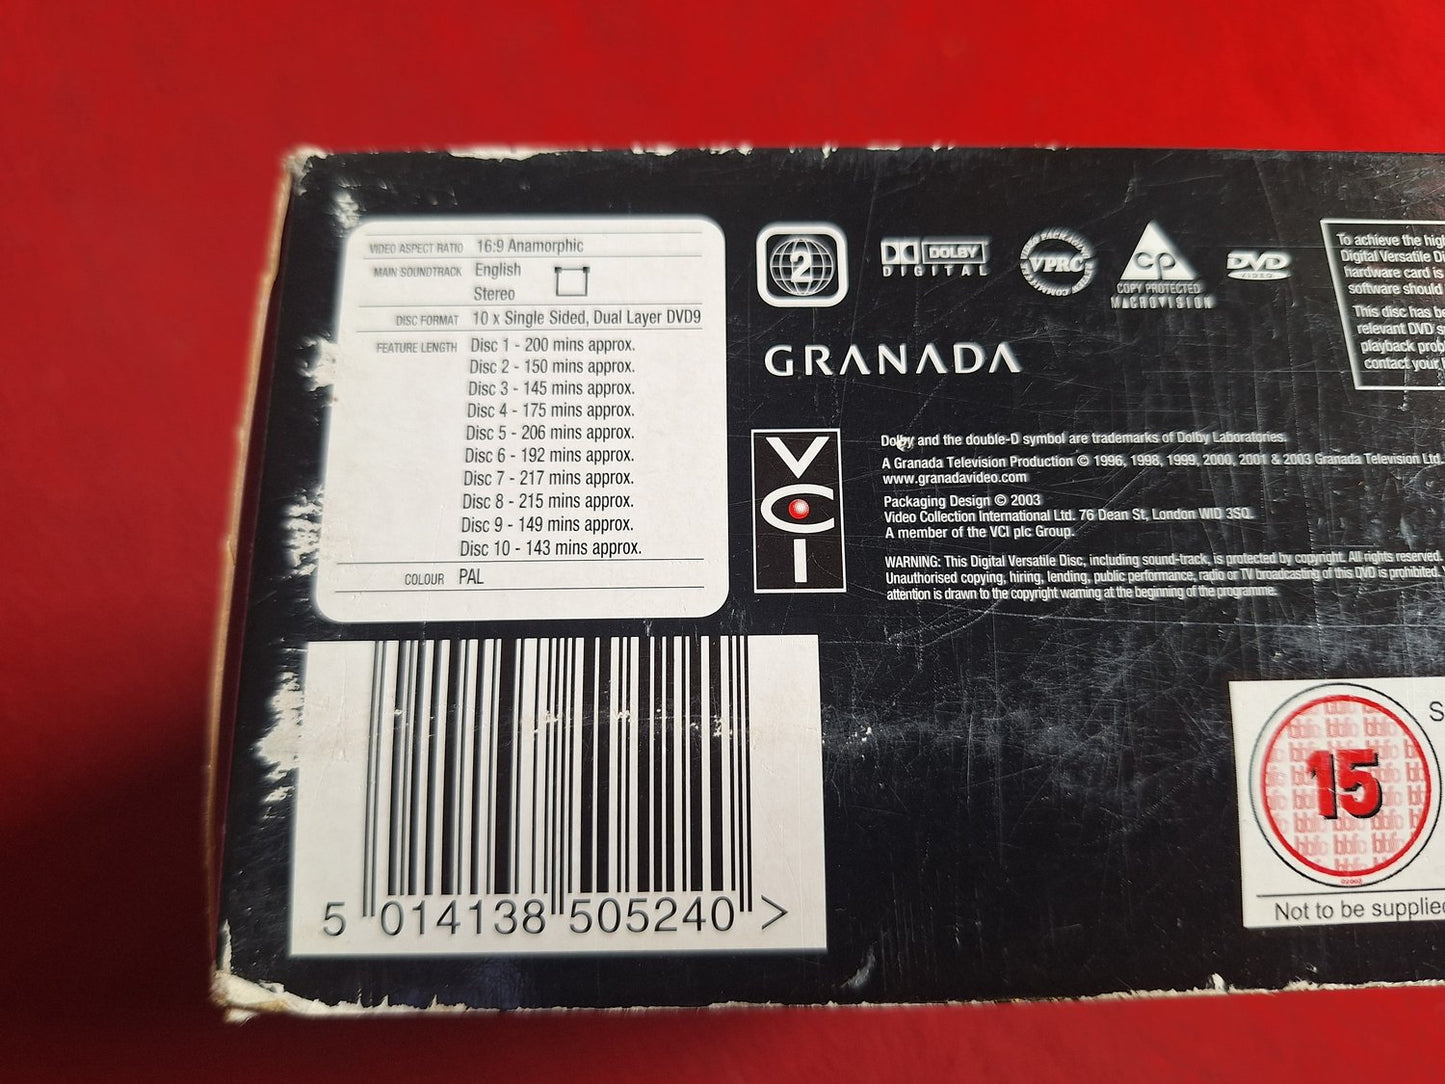 VIDEO ASPECT RATIO 16:9 Anamorphic
MAIN SOUNDTRACK English
Stereo
DISC FORMAT 10 x Single Sided, Dual Layer DVD9
FEATURE LENGTH Disc 1 - 200 mins approx.
Disc 2 - 150 mins approx.
Disc 3 - 145 mins approx.
Disc 4 - 175 mins approx.
Disc 5 - 206 mins approx.
Disc 6 - 192 mins approx.
Disc 7 - 217 mins approx.
Disc 8 - 215 mins approx.
Disc 9 - 149 mins approx.
Disc 10 - 143 mins approx.
COLOUR PAL
5 014138 505240 >
2
DOLBY
DIGITAL
VPRC
cp
COPY PROTECTED
MACROVISION
DVD
VIDEO
GRANADA
VCI
Dolby and the double-D symbol are trademarks of Dolby Laboratories.
A Granada Television Production © 1996, 1998, 1999, 2000, 2001 & 2003 Granada Television Ltd.
www.granadavideo.com
Packaging Design © 2003
Video Collection International Ltd. 76 Dean St, London WID 3SQ.
A member of the VCI plc Group.
WARNING: This Digital Versatile Disc, including sound-track, is protected by copyright. All rights reserved.
Unauthorised copying, hiring, lending, public performance, radio or TV broadcasting of this DVD is prohibited.
attention is drawn to the copyright warning at the beginning of the programme.
To achieve the
Digital Versatile
hardware card is
software should
This disc has
relevant DVD
playback
contact your
15
Not to be supplied